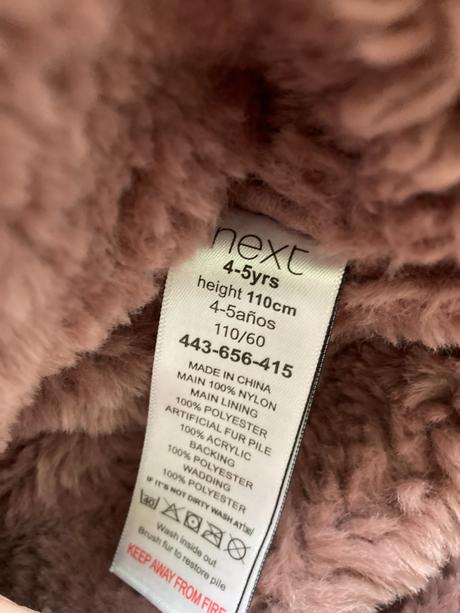 next
4-5yrs
height 110cm
4-5años
110/60
443-656-415
MADE IN CHINA
MAIN 100% NYLON
MAIN LINING
100% POLYESTER
ARTIFICIAL FUR PILE
100% ACRYLIC
BACKING
100% POLYESTER
WADDING
100% POLYESTER
IF IT'S NOT DIRTY WASH AT 30
40
Wash inside out
Brush fur to restore pile
KEEP AWAY FROM FIRE